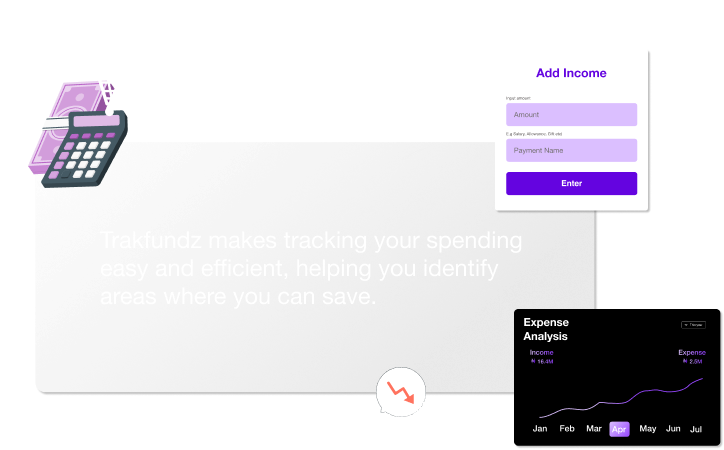 Add Income
Input amount
Amount
E.g Salary, Allowance, Gift etc)
Payment Name
Enter
Trakfundz makes tracking your spending
easy and efficient, helping you identify
areas where you can save.
Expense
Analysis
Income
₦ 16.4M
Expense
₦ 2.5M
Jan Feb Mar Apr May Jun Jul